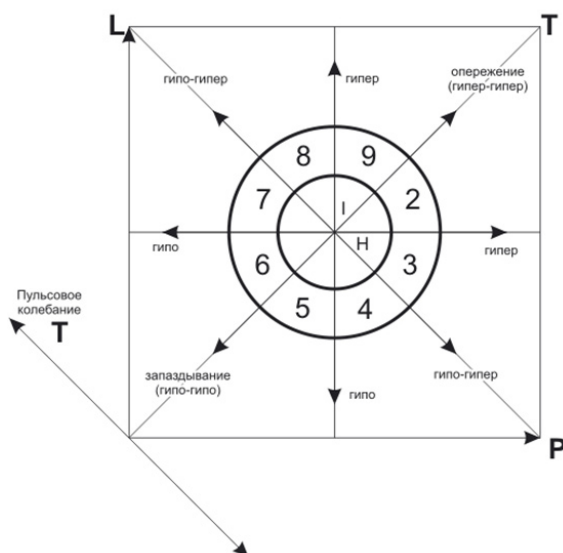 L
T
гипо-гипер
гипер
опережение
(гипер-гипер)
8
9
7
2
I
H
гипо
гипер
6
3
5
4
Пульсовое
колебание
T
запаздывание
(гипо-гипо)
гипо
гипо-гипер
P